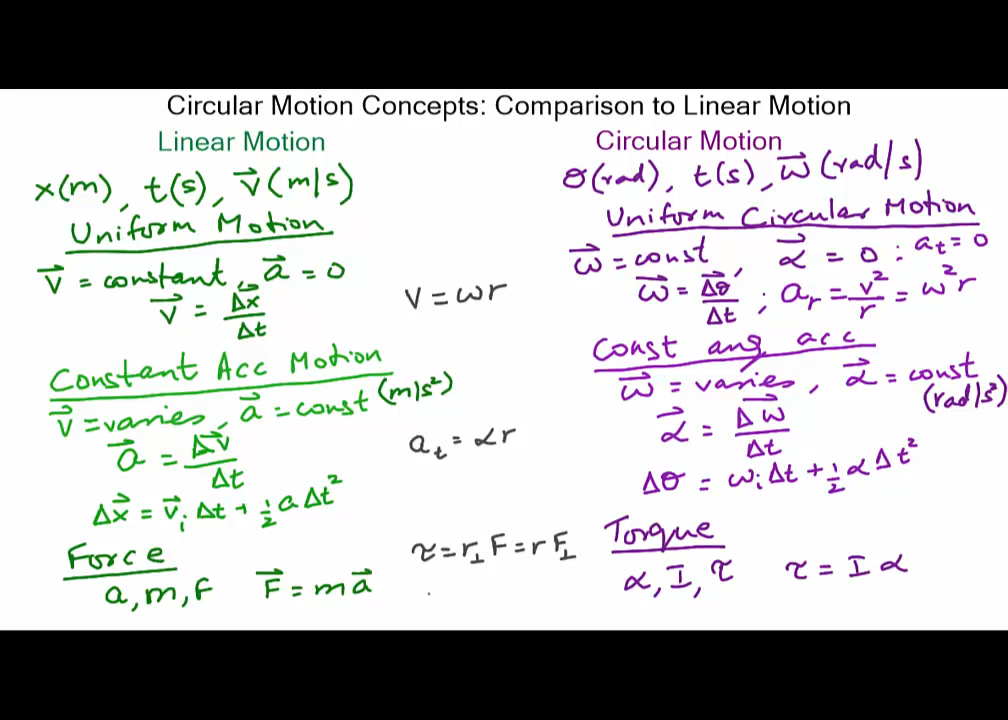 Circular Motion Concepts: Comparison to Linear Motion
Linear Motion
x(m), t(s), v⃗(m/s)
Uniform Motion
v⃗ = constant, a⃗ = 0
v⃗ = Δx⃗/Δt
Constant Acc Motion
v⃗ = varies, a⃗ = const (m/s²)
a⃗ = Δv⃗/Δt
Δx⃗ = v⃗ᵢ Δt + ½ a Δt²
Force
a, m, F F⃗ = m a⃗
v = ωr
aₜ = αr
τ = r⊥ F = r F⊥
Circular Motion
θ(rad), t(s), ω⃗ (rad/s)
Uniform Circular Motion
ω⃗ = const, α⃗ = 0 : aₜ = 0
ω⃗ = Δθ⃗/Δt ; aᵣ = v²/r = ω²r
Const ang acc
ω⃗ = varies, α⃗ = const
(rad/s²)
α⃗ = Δω⃗/Δt
Δθ = ωᵢ Δt + ½ α Δt²
Torque
α, I, τ τ = I α